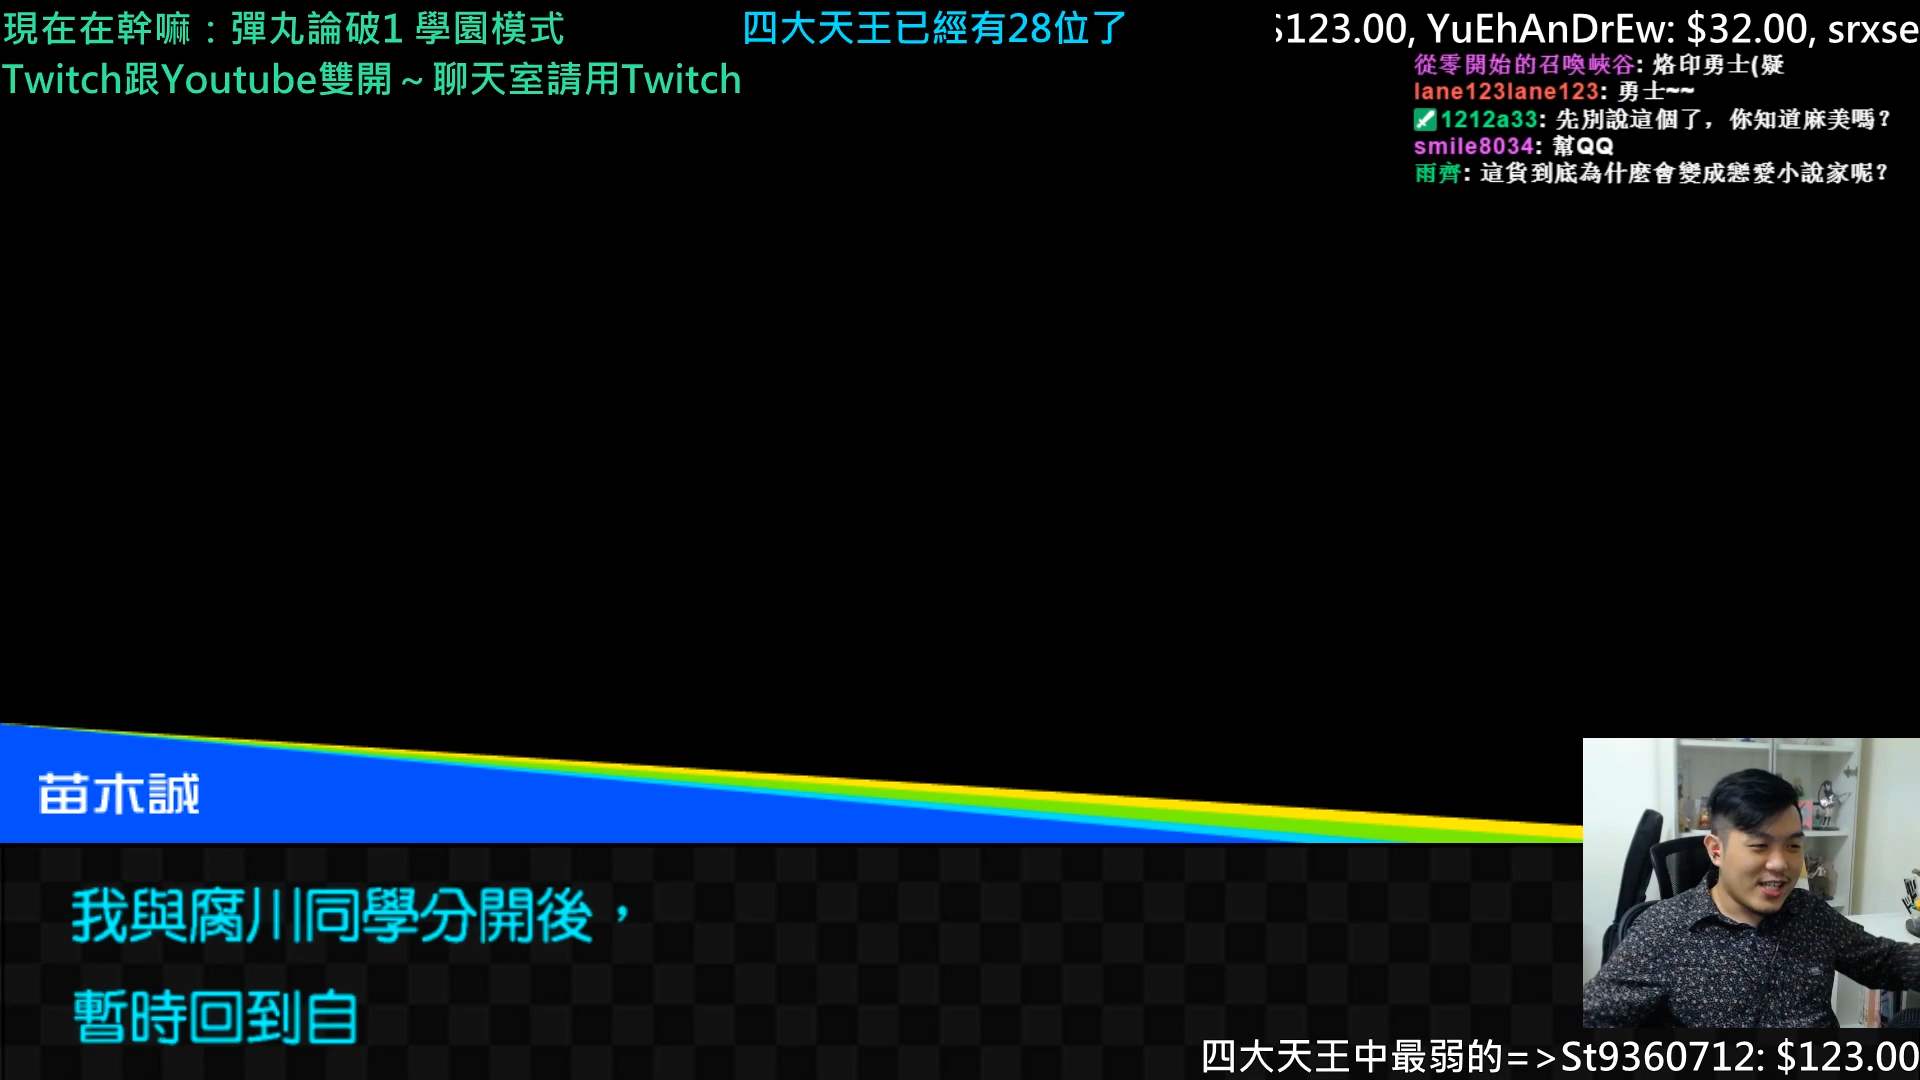 現在在幹嘛：彈丸論破1 學園模式
四大天王已經有28位了
$123.00, YuEhAnDrEw: $32.00, srxse
Twitch跟Youtube雙開～聊天室請用Twitch
從零開始的召喚峽谷: 烙印勇士(疑
lane123lane123: 勇士~~
1212a33: 先別說這個了，你知道麻美嗎?
smile8034: 幫QQ
雨齊: 這貨到底為什麼會變成戀愛小說家呢?
苗木誠
我與腐川同學分開後，
暫時回到自
四大天王中最弱的=>St9360712: $123.00